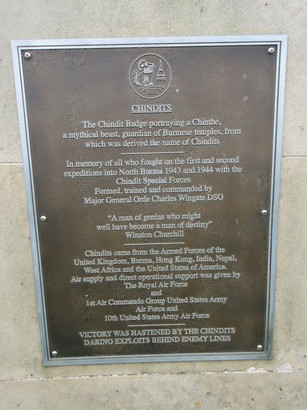 CHINDITS
The Chindit Badge portraying a Chinthe,
a mythical beast, guardian of Burmese temples, from
which was derived the name of Chindits
In memory of all who fought on the first and second
expeditions into North Burma 1943 and 1944 with the
Chindit Special Forces
Formed, trained and commanded by
Major General Orde Charles Wingate DSO
"A man of genius who might
well have become a man of destiny"
Winston Churchill
Chindits came from the Armed Forces of the
United Kingdom, Burma, Hong Kong, India, Nepal,
West Africa and the United States of America.
Air supply and direct operational support was given by
The Royal Air Force
and
1st Air Commando Group United States Army
Air Force and
10th United States Army Air Force
VICTORY WAS HASTENED BY THE CHINDITS
DARING EXPLOITS BEHIND ENEMY LINES